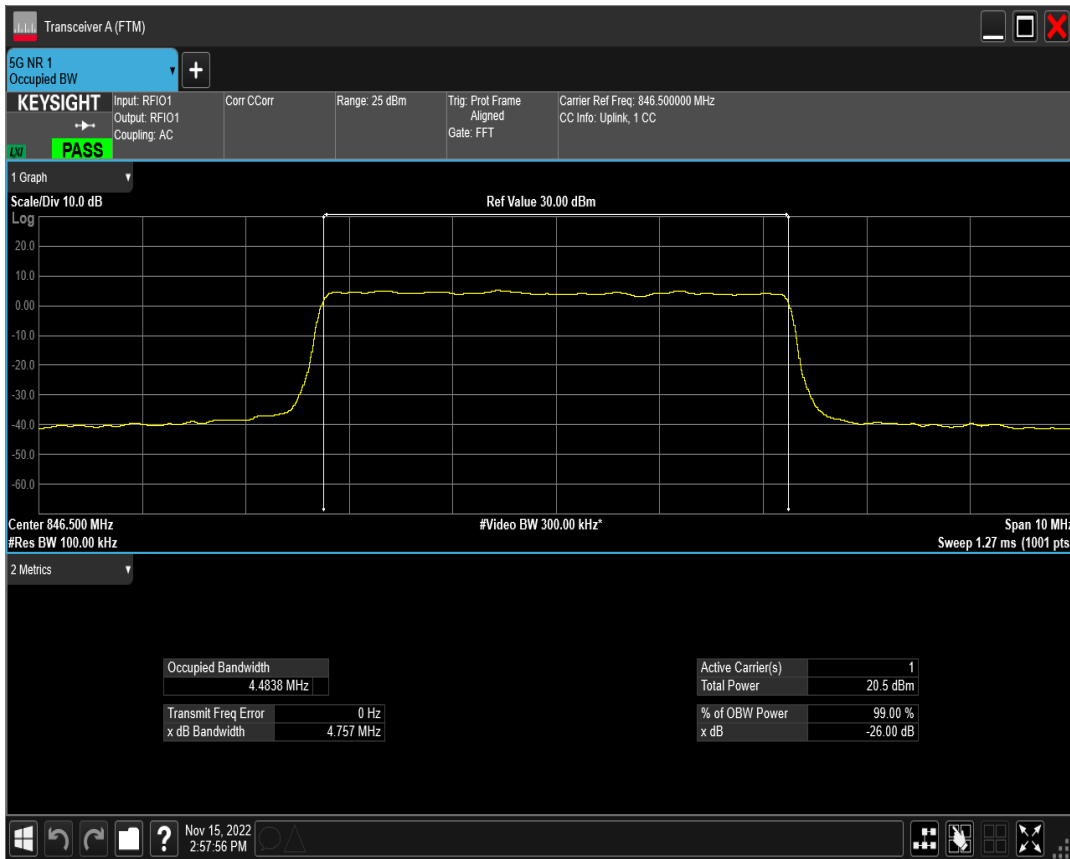 Transceiver A (FTM)
5G NR 1
Occupied BW
+
KEYSIGHT
LXI
PASS
Input: RFIO1
Output: RFIO1
Coupling: AC
Corr CCorr
Range: 25 dBm
Trig: Prot Frame
Aligned
Gate: FFT
Carrier Ref Freq: 846.500000 MHz
CC Info: Uplink, 1 CC
1 Graph
Scale/Div 10.0 dB
Ref Value 30.00 dBm
Log
20.0
10.0
0.00
-10.0
-20.0
-30.0
-40.0
-50.0
-60.0
Center 846.500 MHz
#Video BW 300.00 kHz*
Span 10 MHz
#Res BW 100.00 kHz
Sweep 1.27 ms (1001 pts
2 Metrics
Occupied Bandwidth
4.4838 MHz
Transmit Freq Error 0 Hz
x dB Bandwidth 4.757 MHz
Active Carrier(s) 1
Total Power 20.5 dBm
% of OBW Power 99.00 %
x dB -26.00 dB
?
Nov 15, 2022
2:57:56 PM